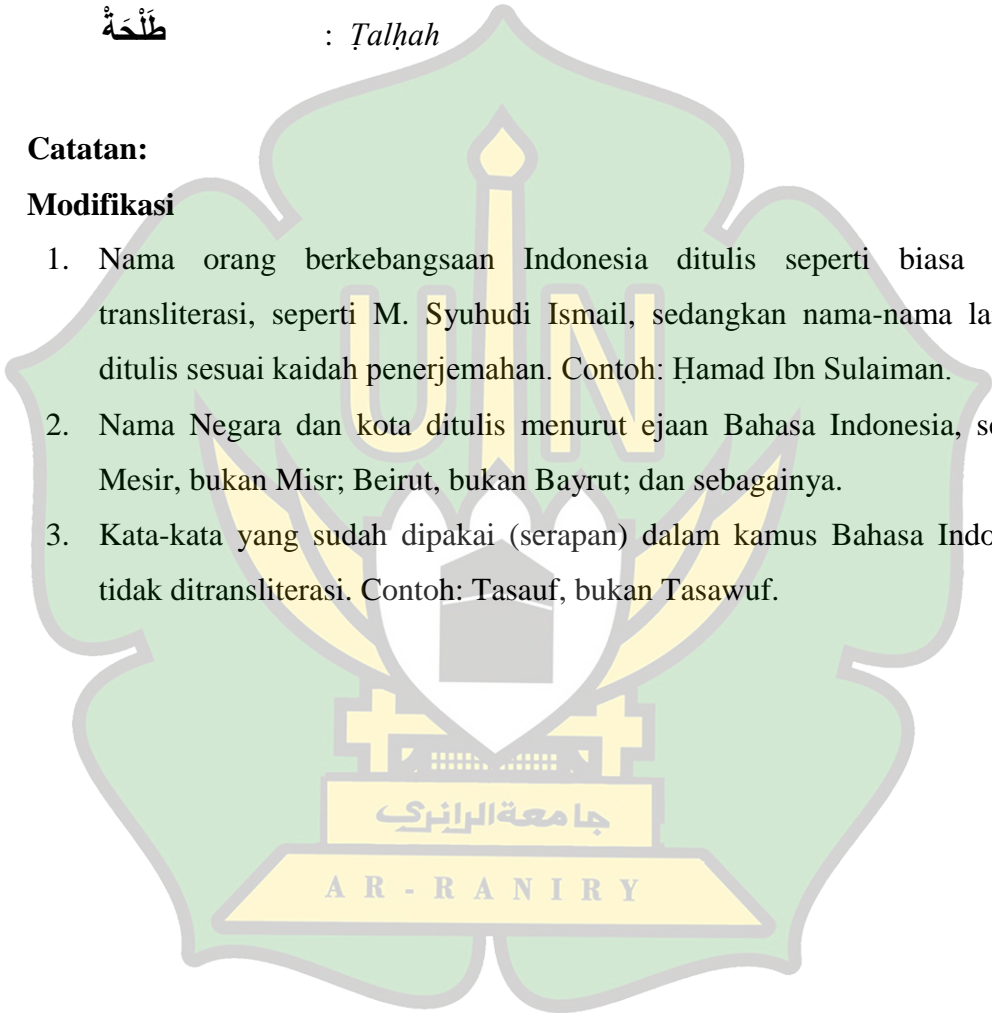 طَلْحَةْ : Ṭalḥah
Catatan:
Modifikasi
1. Nama orang berkebangsaan Indonesia ditulis seperti biasa
transliterasi, seperti M. Syuhudi Ismail, sedangkan nama-nama
ditulis sesuai kaidah penerjemahan. Contoh: Ḥamad Ibn Sulaiman.
2. Nama Negara dan kota ditulis menurut ejaan Bahasa Indonesia,
Mesir, bukan Misr; Beirut, bukan Bayrut; dan sebagainya.
3. Kata-kata yang sudah dipakai (serapan) dalam kamus Bahasa
tidak ditransliterasi. Contoh: Tasauf, bukan Tasawuf.
UIN
جامعة الرانري
AR-RANIRY